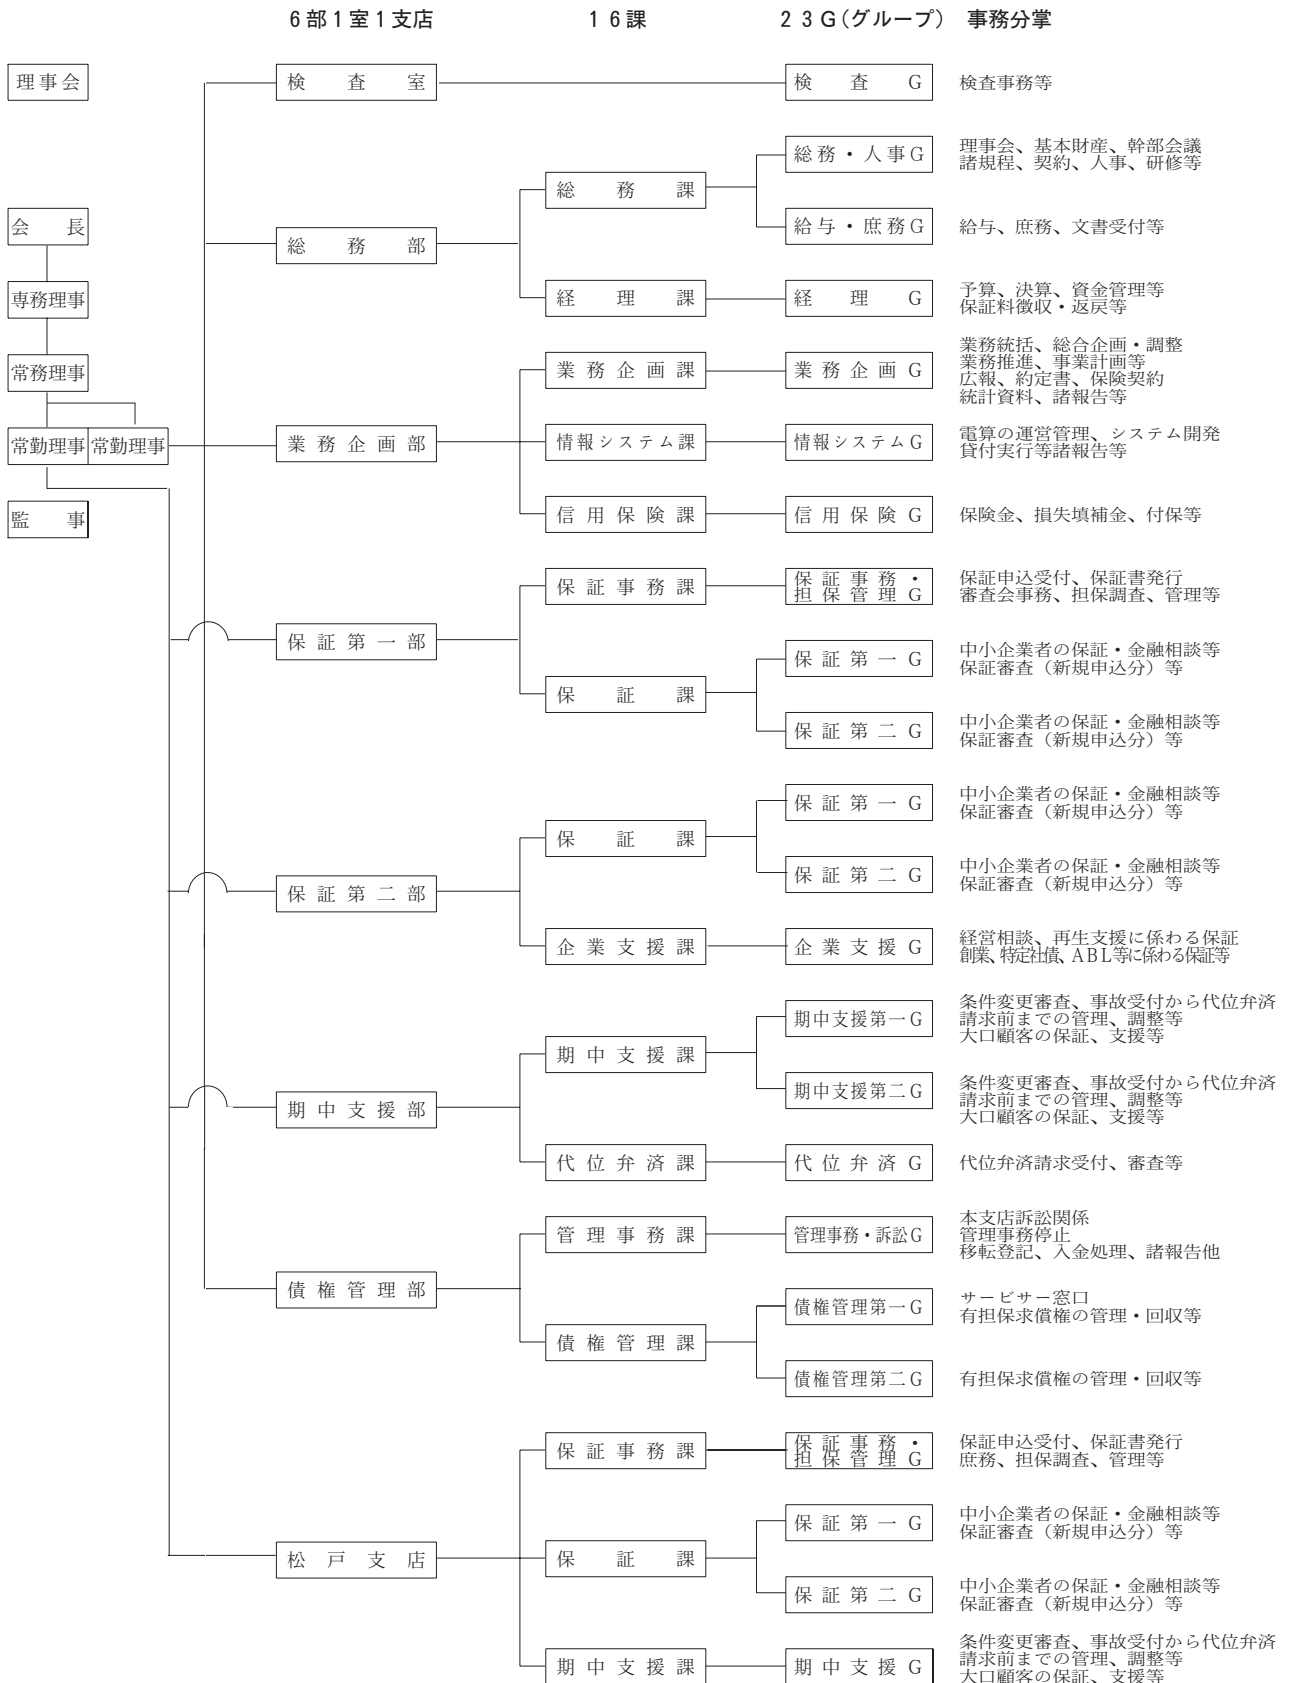 6部1室1支店　16課　23G（グループ）　事務分掌
理事会
会長
専務理事
常務理事
常勤理事　常勤理事
監事
検査室　検査G　検査事務等
総務部
総務課
総務・人事G
理事会、基本財産、幹部会議
諸規程、契約、人事、研修等
給与・庶務G　給与、庶務、文書受付等
経理課　経理G
予算、決算、資金管理等
保証料徴収・返戻等
業務企画部
業務企画課　業務企画G
業務統括、総合企画・調整
業務推進、事業計画等
広報、約定書、保険契約
統計資料、諸報告等
情報システム課　情報システムG
電算の運営管理、システム開発
貸付実行等諸報告等
信用保険課　信用保険G　保険金、損失填補金、付保等
保証第一部
保証事務課
保証事務・
担保管理G
保証申込受付、保証書発行
審査会事務、担保調査、管理等
保証課
保証第一G
中小企業者の保証・金融相談等
保証審査（新規申込分）等
保証第二G
中小企業者の保証・金融相談等
保証審査（新規申込分）等
保証第二部
保証課
保証第一G
中小企業者の保証・金融相談等
保証審査（新規申込分）等
保証第二G
中小企業者の保証・金融相談等
保証審査（新規申込分）等
企業支援課　企業支援G
経営相談、再生支援に係わる保証
創業、特定社債、ABL等に係わる保証等
期中支援部
期中支援課
期中支援第一G
条件変更審査、事故受付から代位弁済
請求前までの管理、調整等
大口顧客の保証、支援等
期中支援第二G
条件変更審査、事故受付から代位弁済
請求前までの管理、調整等
大口顧客の保証、支援等
代位弁済課　代位弁済G　代位弁済請求受付、審査等
債権管理部
管理事務課　管理事務・訴訟G
本支店訴訟関係
管理事務停止
移転登記、入金処理、諸報告他
債権管理課
債権管理第一G
サービサー窓口
有担保求償権の管理・回収等
債権管理第二G　有担保求償権の管理・回収等
松戸支店
保証事務課
保証事務・
担保管理G
保証申込受付、保証書発行
庶務、担保調査、管理等
保証課
保証第一G
中小企業者の保証・金融相談等
保証審査（新規申込分）等
保証第二G
中小企業者の保証・金融相談等
保証審査（新規申込分）等
期中支援課　期中支援G
条件変更審査、事故受付から代位弁済
請求前までの管理、調整等
大口顧客の保証、支援等